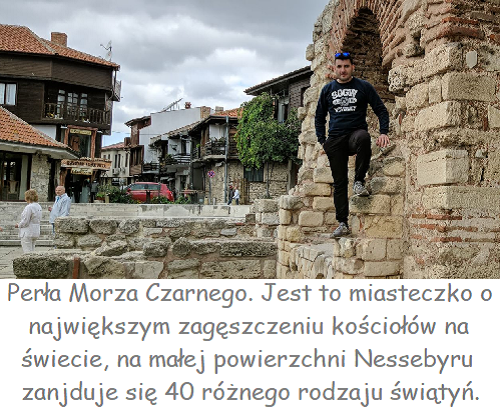 Perła Morza Czarnego. Jest to miasteczko o
największym zagęszczeniu kościołów na
świecie, na małej powierzchni Nessebyru
zanjduje się 40 różnego rodzaju świątyń.